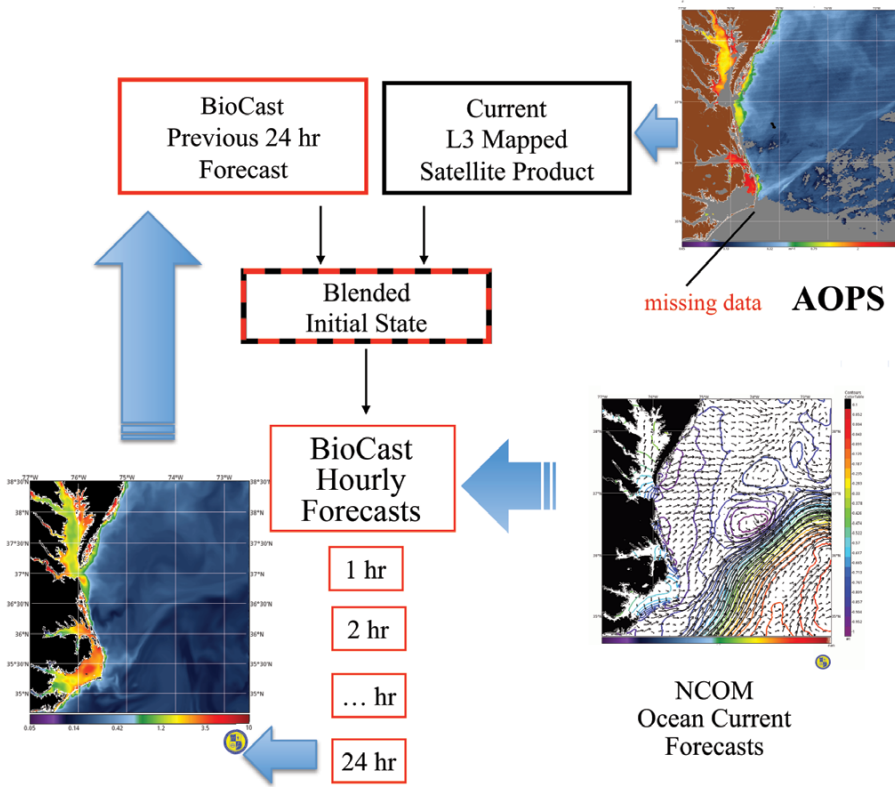 BioCast
Previous 24 hr
Forecast
Current
L3 Mapped
Satellite Product
missing data
AOPS
Blended
Initial State
BioCast
Hourly
Forecasts
1 hr
2 hr
... hr
24 hr
77°W 76°W 75°W 74°W 73°W
38°30'N
38°N
37°30'N
37°N
36°30'N
36°N
35°30'N
35°N
0.05 0.14 0.42 1.2 3.5 10
NCOM
Ocean Current
Forecasts